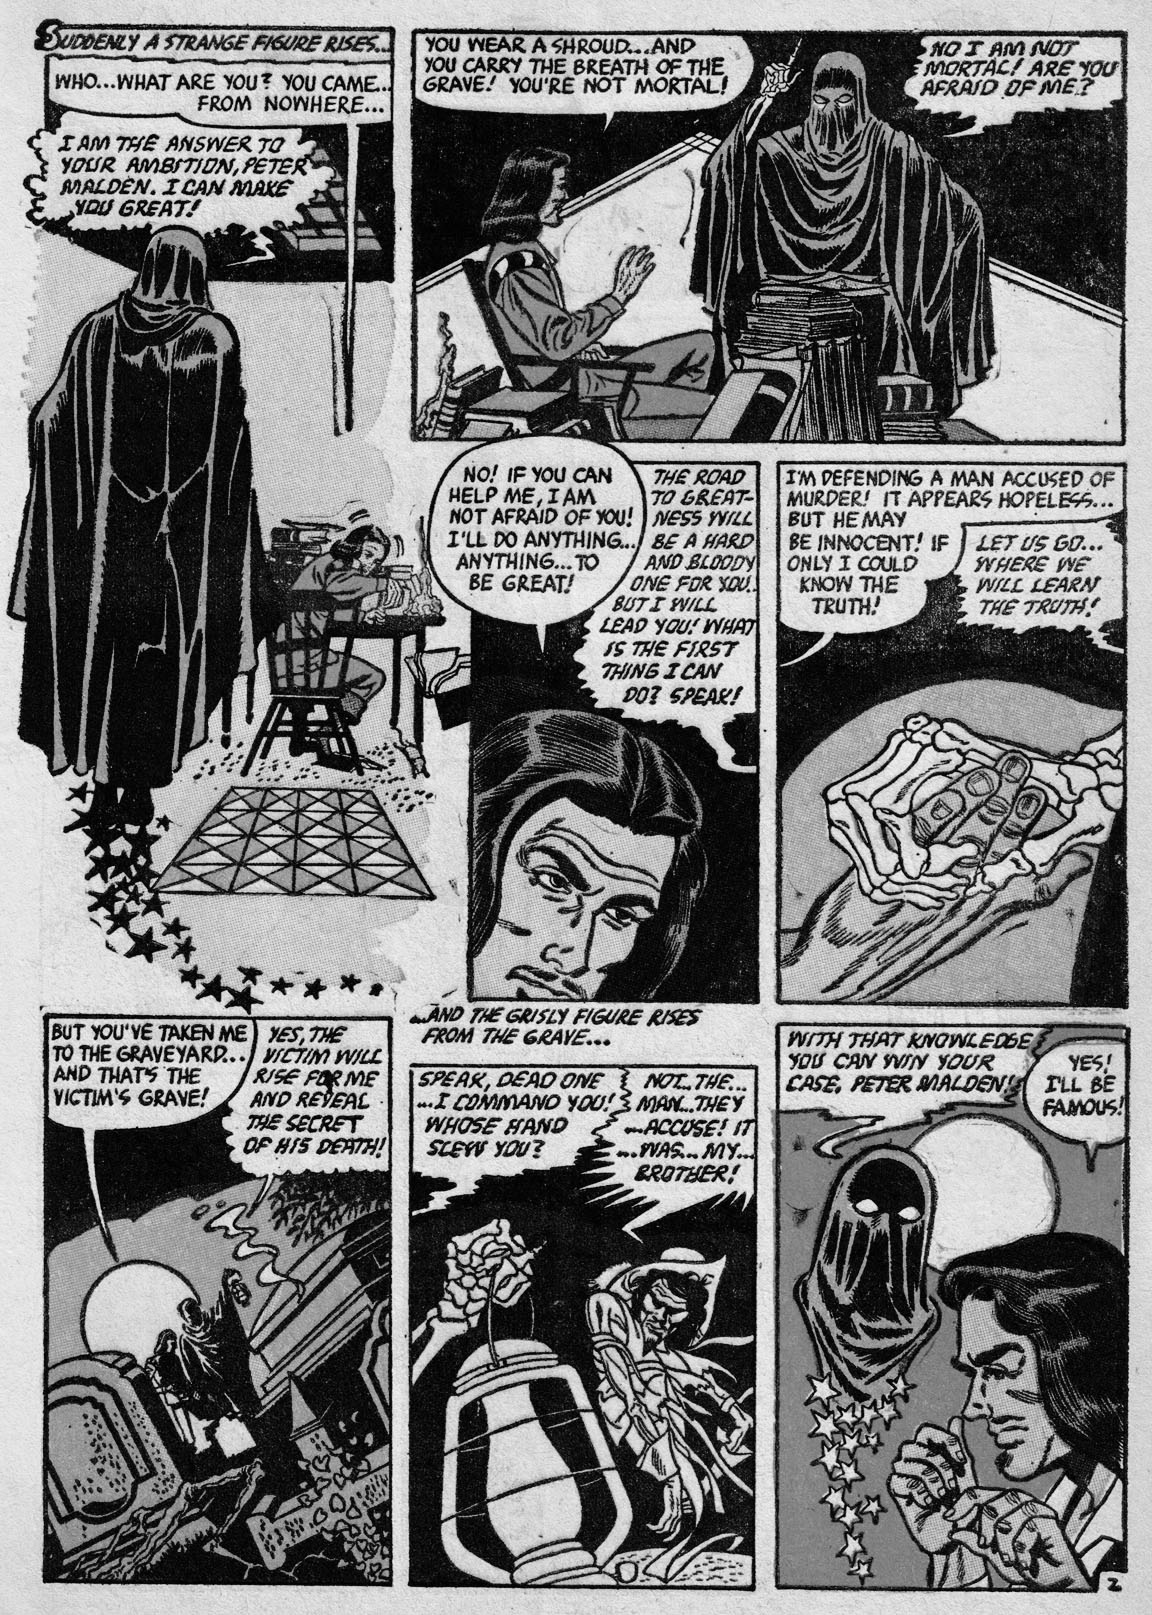 SUDDENLY A STRANGE FIGURE RISES...
WHO...WHAT ARE YOU? YOU CAME...
FROM NOWHERE...
I AM THE ANSWER TO
YOUR AMBITION, PETER
MALDEN. I CAN MAKE
YOU GREAT!
YOU WEAR A SHROUD...AND
YOU CARRY THE BREATH OF THE
GRAVE! YOU'RE NOT MORTAL!
NO I AM NOT
MORTAL! ARE YOU
AFRAID OF ME?
NO! IF YOU CAN
HELP ME, I AM
NOT AFRAID OF YOU!
I'LL DO ANYTHING...
ANYTHING...TO
BE GREAT!
THE ROAD
TO GREAT-
NESS WILL
BE A HARD
AND BLOODY
ONE FOR YOU..
BUT I WILL
LEAD YOU! WHAT
IS THE FIRST
THING I CAN
DO? SPEAK!
I'M DEFENDING A MAN ACCUSED OF
MURDER! IT APPEARS HOPELESS...
BUT HE MAY
BE INNOCENT! IF
ONLY I COULD
KNOW THE
TRUTH!
LET US GO...
WHERE WE
WILL LEARN
THE TRUTH!
BUT YOU'VE TAKEN ME
TO THE GRAVEYARD...
AND THAT'S THE
VICTIM'S GRAVE!
YES, THE
VICTIM WILL
RISE FOR ME
AND REVEAL
THE SECRET
OF HIS DEATH!
...AND THE GRISLY FIGURE RISES
FROM THE GRAVE...
SPEAK, DEAD ONE
...I COMMAND YOU!
WHOSE HAND
SLEW YOU?
NOT..THE...
MAN...THEY
...ACCUSE! IT
...WAS...MY...
BROTHER!
WITH THAT KNOWLEDGE
YOU CAN WIN YOUR
CASE, PETER MALDEN!
YES!
I'LL BE
FAMOUS!
2